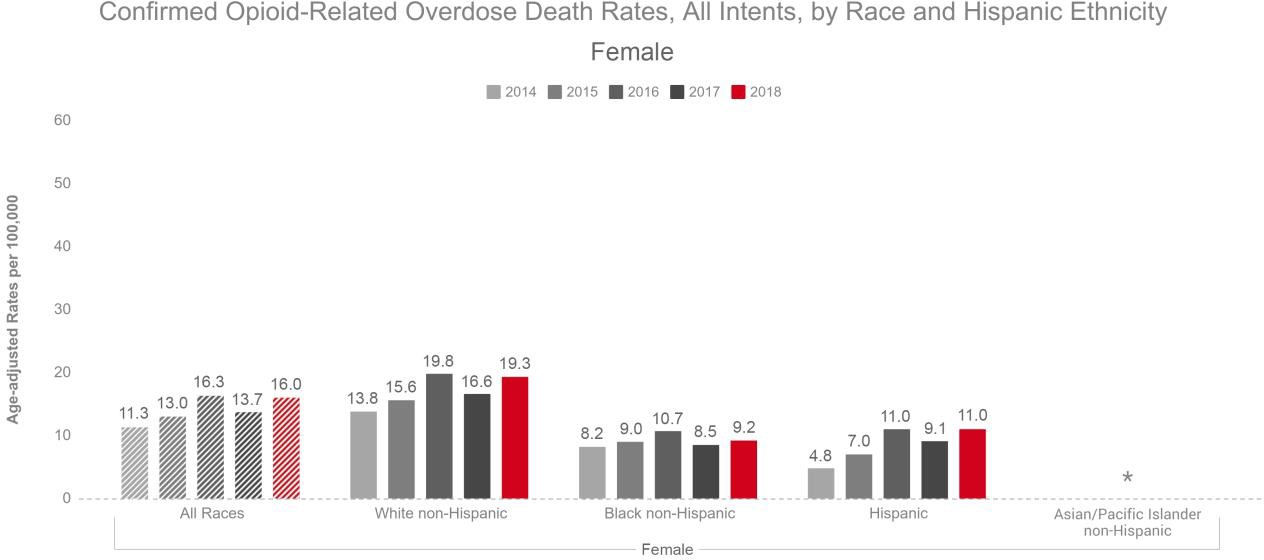 Confirmed Opioid-Related Overdose Death Rates, All Intents, by Race and Hispanic Ethnicity
Female
2014 2015 2016 2017 2018
Age-adjusted Rates per 100,000
60
50
40
30
20
10
0
11.3 13.0 16.3 13.7 16.0
13.8 15.6 19.8 16.6 19.3
8.2 9.0 10.7 8.5 9.2
4.8 7.0 11.0 9.1 11.0
*
All Races
White non-Hispanic
Black non-Hispanic
Hispanic
Asian/Pacific Islander
non-Hispanic
Female